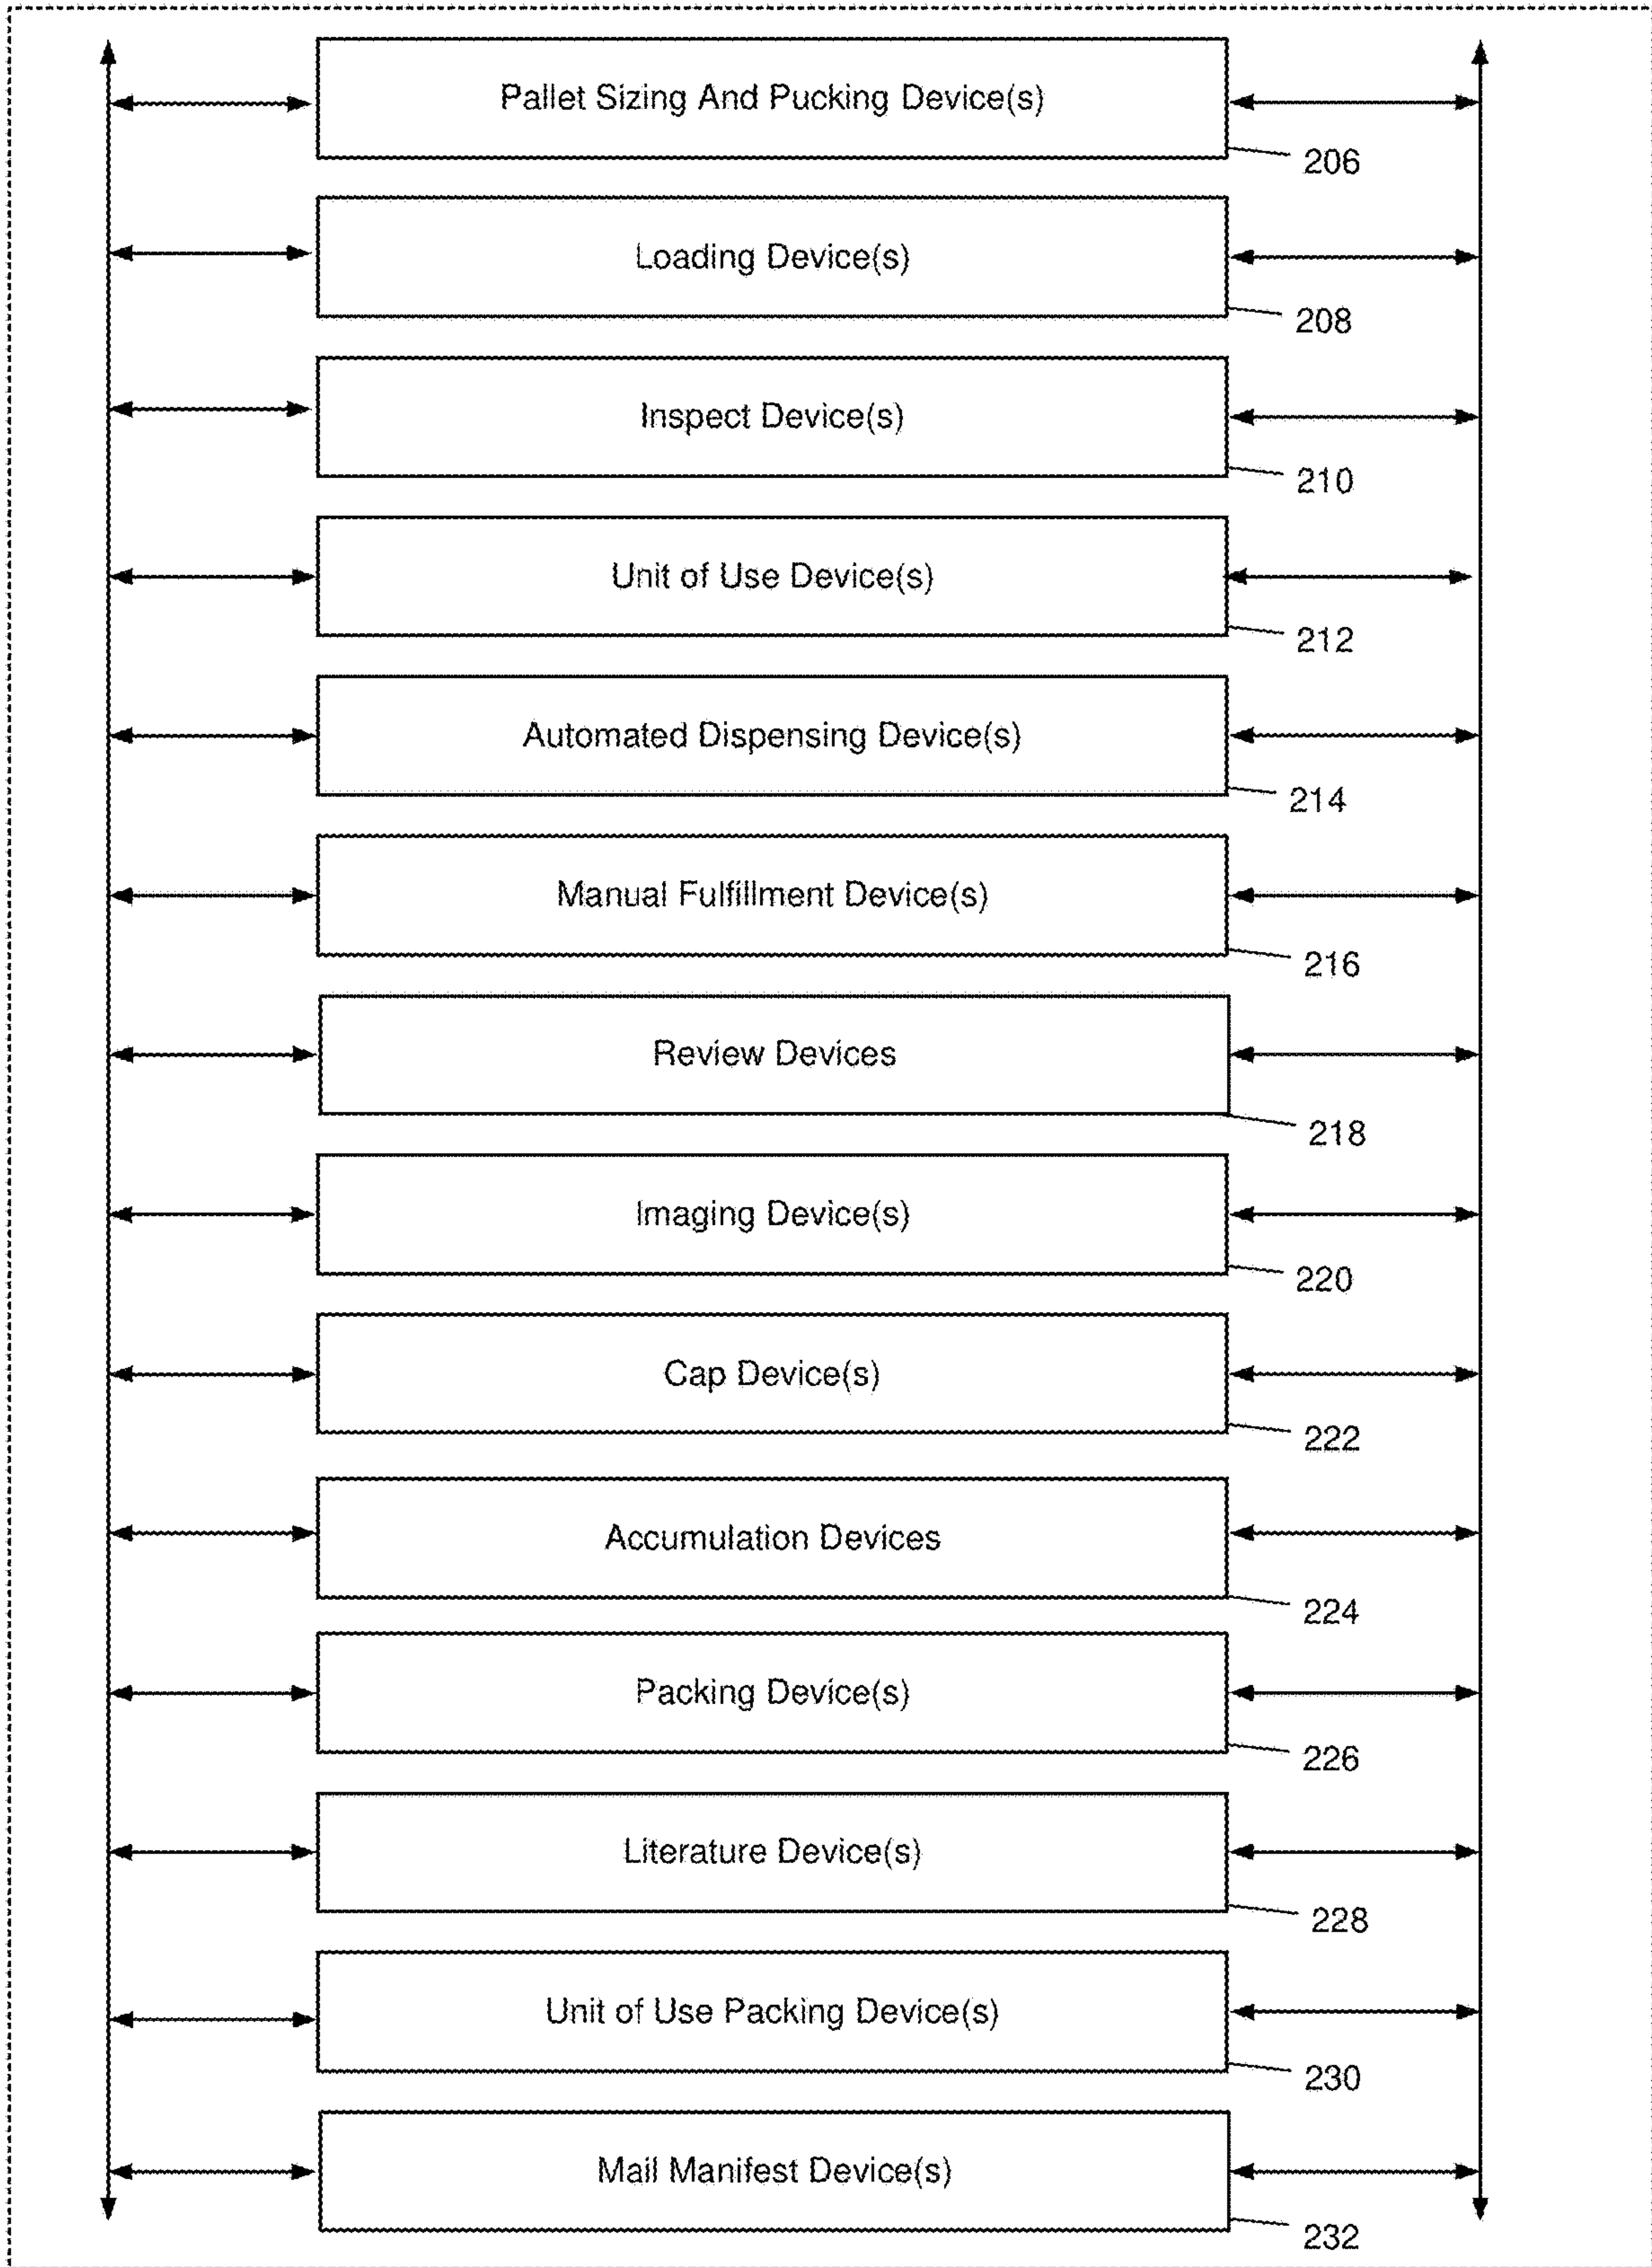 Pallet Sizing And Pucking Device(s)
206
Loading Device(s)
208
Inspect Device(s)
210
Unit of Use Device(s)
212
Automated Dispensing Device(s)
214
Manual Fulfillment Device(s)
216
Review Devices
218
Imaging Device(s)
220
Cap Device(s)
222
Accumulation Devices
224
Packing Device(s)
226
Literature Device(s)
228
Unit of Use Packing Device(s)
230
Mail Manifest Device(s)
232